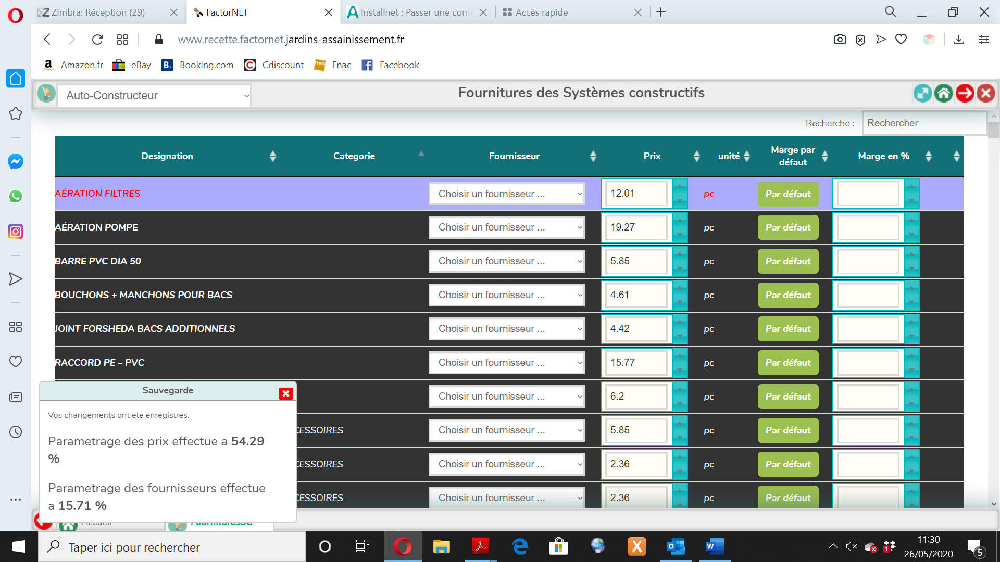 Zimbra: Réception (29)
FactorNET
Installnet : Passer une com
Accès rapide
www.recette.factornet.jardins-assainissement.fr
Amazon.fr
eBay
Booking.com
Cdiscount
Fnac
Facebook
Auto-Constructeur
Fournitures des Systèmes constructifs
Recherche :
Rechercher
Designation
Categorie
Fournisseur
Prix
unité
Marge par
défaut
Marge en %
AÉRATION FILTRES Choisir un fournisseur ... 12.01 pc Par défaut
AÉRATION POMPE Choisir un fournisseur ... 19.27 pc Par défaut
BARRE PVC DIA 50 Choisir un fournisseur ... 5.85 pc Par défaut
BOUCHONS + MANCHONS POUR BACS Choisir un fournisseur ... 4.61 pc Par défaut
JOINT FORSHEDA BACS ADDITIONNELS Choisir un fournisseur ... 4.42 pc Par défaut
RACCORD PE – PVC Choisir un fournisseur ... 15.77 pc Par défaut
Choisir un fournisseur ... 6.2 pc Par défaut
CESSOIRES Choisir un fournisseur ... 5.85 pc Par défaut
CESSOIRES Choisir un fournisseur ... 2.36 pc Par défaut
CESSOIRES Choisir un fournisseur ... 2.36 pc Par défaut
Sauvegarde
Vos changements ont ete enregistres.
Parametrage des prix effectue a 54.29
%
Parametrage des fournisseurs effectue
a 15.71 %
Taper ici pour rechercher
11:30
26/05/2020
5
1